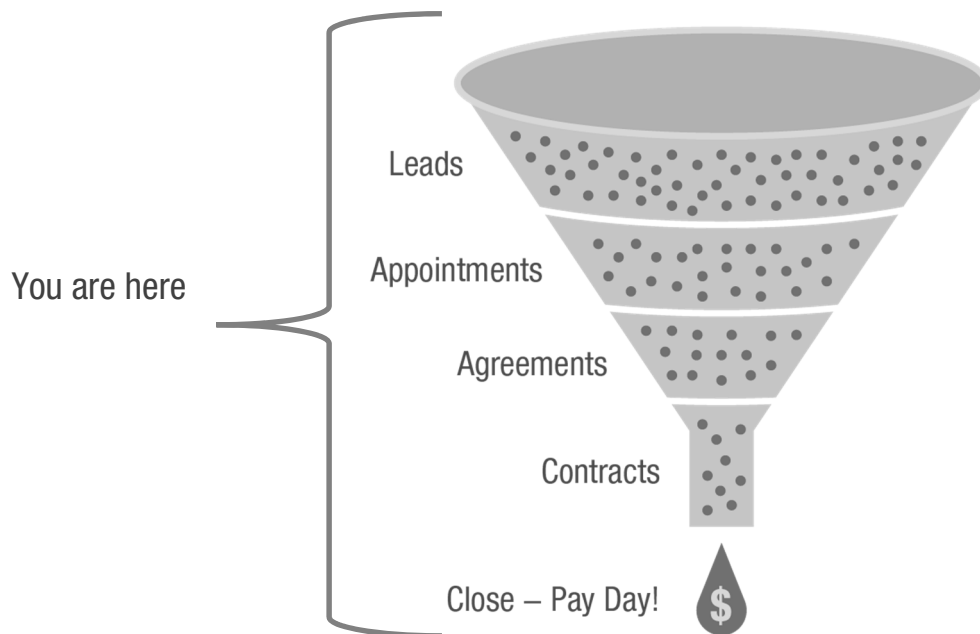 Leads
Appointments
You are here
Agreements
Contracts
Close – Pay Day!
$